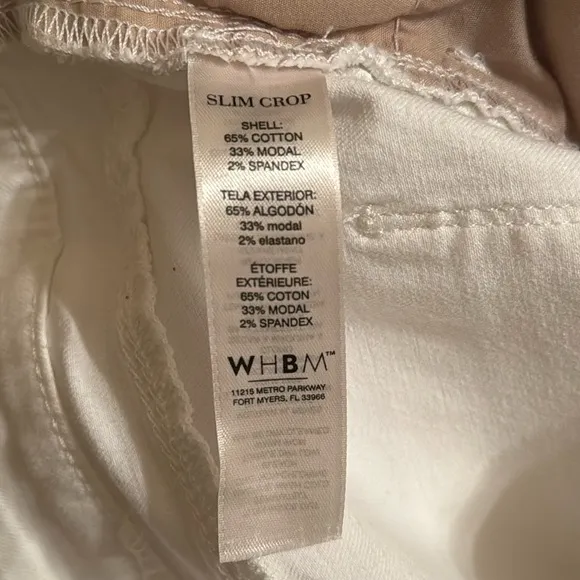 SLIM CROP
SHELL:
65% COTTON
33% MODAL
2% SPANDEX
TELA EXTERIOR:
65% ALGODÓN
33% modal
2% elastano
ÉTOFFE
EXTÉRIEURE:
65% COTON
33% MODAL
2% SPANDEX
WHBM™
11215 METRO PARKWAY
FORT MYERS, FL 33966